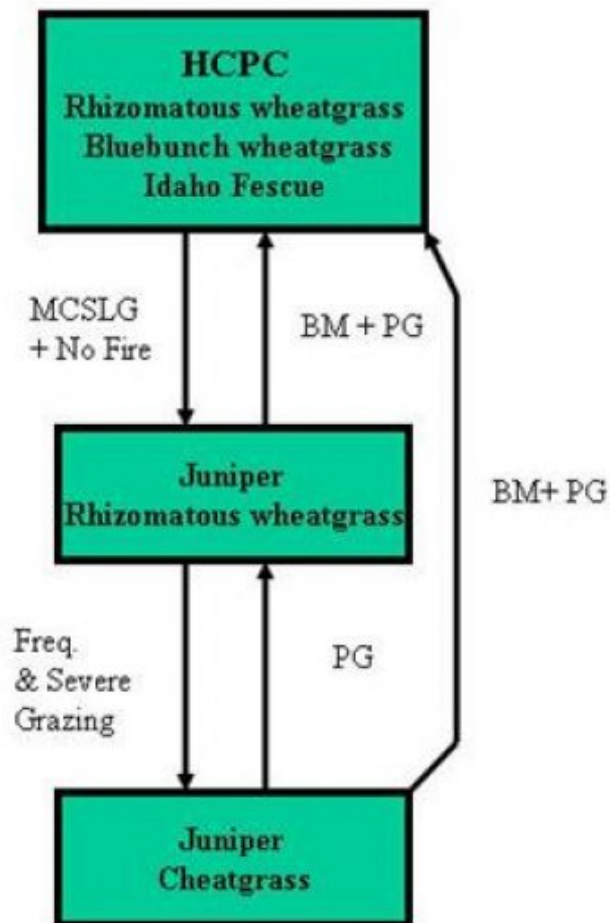 HCPC
Rhizomatous wheatgrass
Bluebunch wheatgrass
Idaho Fescue
MCSLG
+ No Fire
BM + PG
Juniper
Rhizomatous wheatgrass
BM+ PG
Freq.
& Severe
Grazing
PG
Juniper
Cheatgrass